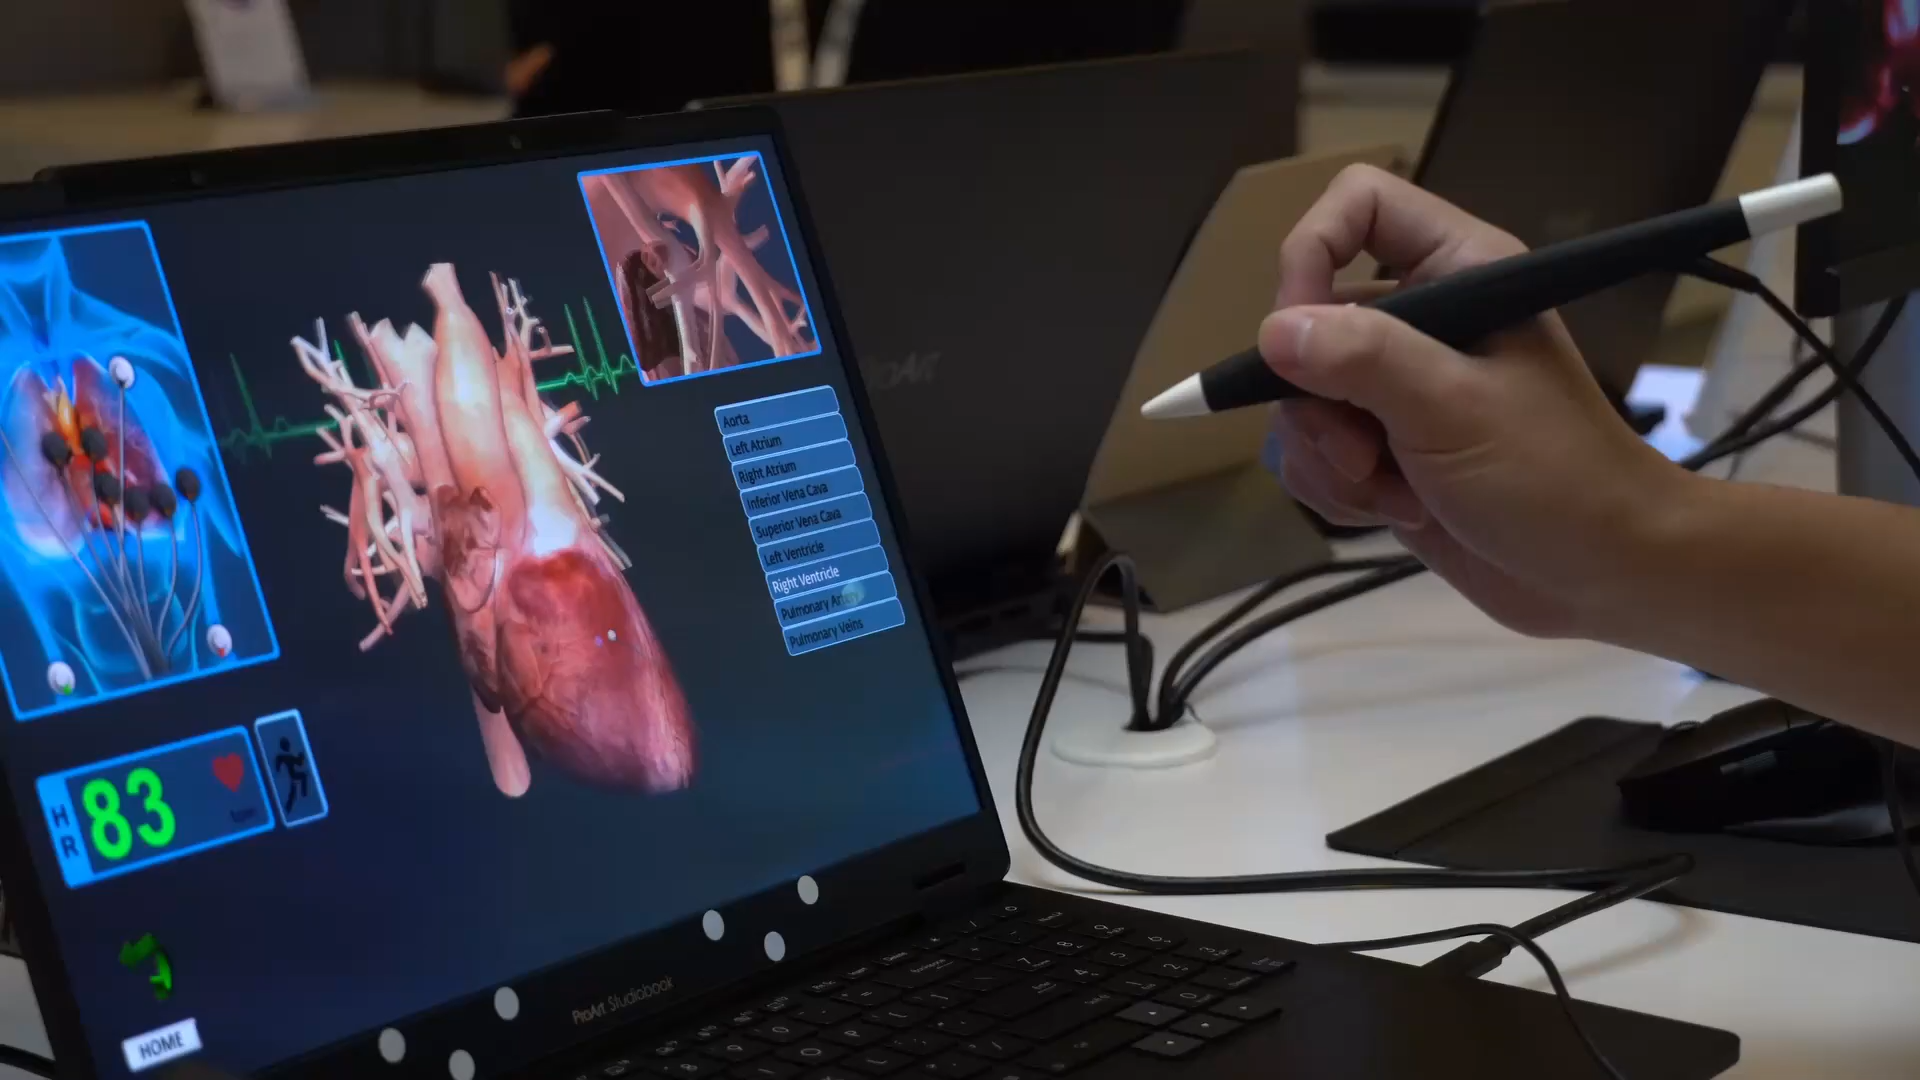 ProArt
Aorta
Left Atrium
Right Atrium
Inferior Vena Cava
Superior Vena Cava
Left Ventricle
Right Ventricle
Pulmonary Artery
Pulmonary Veins
HR
83
HOME
ProArt Studiobook